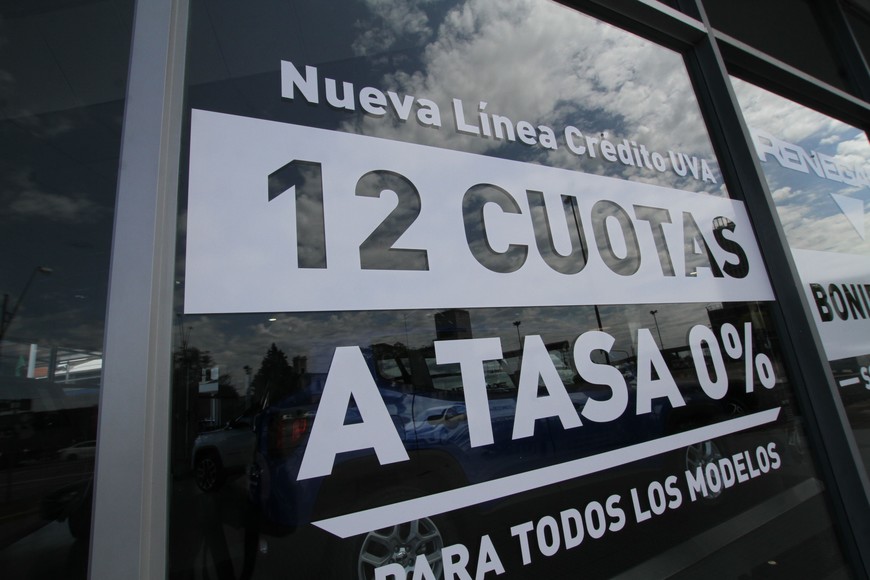 Nueva Línea Crédito UVA
12 CUOTAS
A TASA 0%
PARA TODOS LOS MODELOS